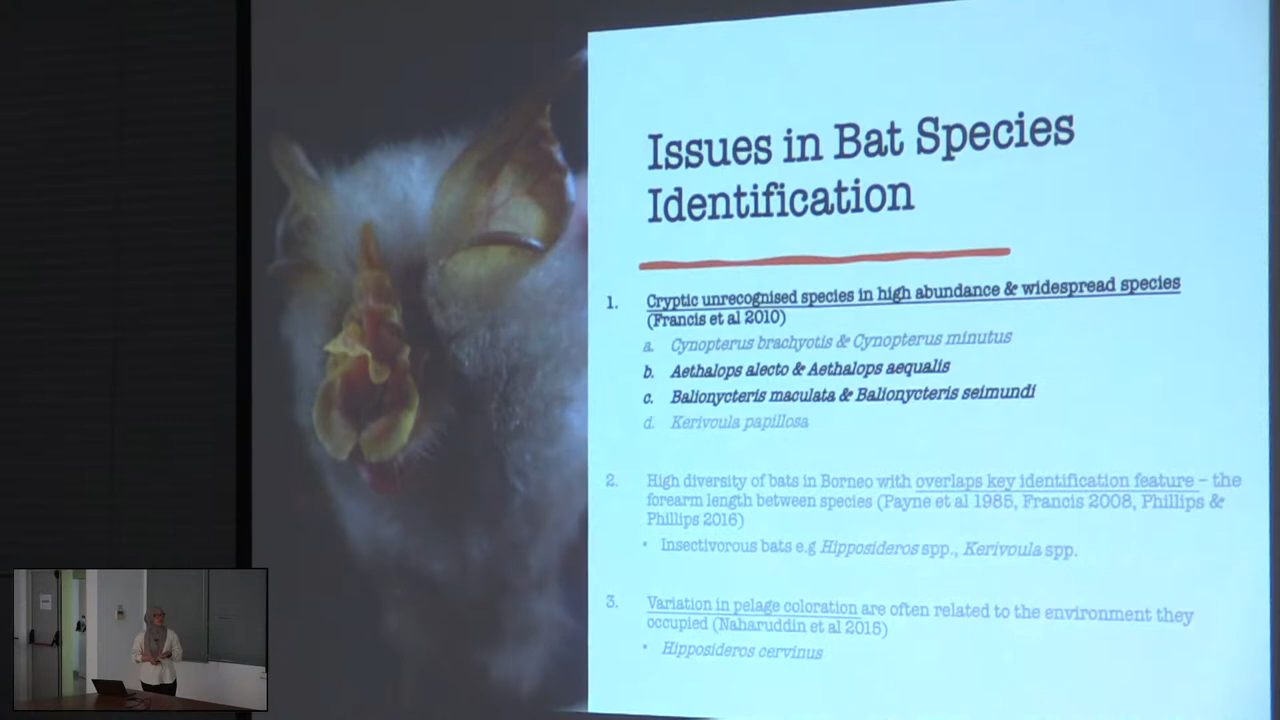 Issues in Bat Species
Identification
1. Cryptic unrecognised species in high abundance & widespread species
(Francis et al 2010)
a. Cynopterus brachyotis & Cynopterus minutus
b. Aethalops alecto & Aethalops aequalis
c. Balionycteris maculata & Balionycteris seimundi
d. Kerivoula papillosa
2. High diversity of bats in Borneo with overlaps key identification feature – the
forearm length between species (Payne et al 1985, Francis 2008, Phillips &
Phillips 2016)
• Insectivorous bats e.g Hipposideros spp., Kerivoula spp.
3. Variation in pelage coloration are often related to the environment they
occupied (Naharuddin et al 2015)
• Hipposideros cervinus